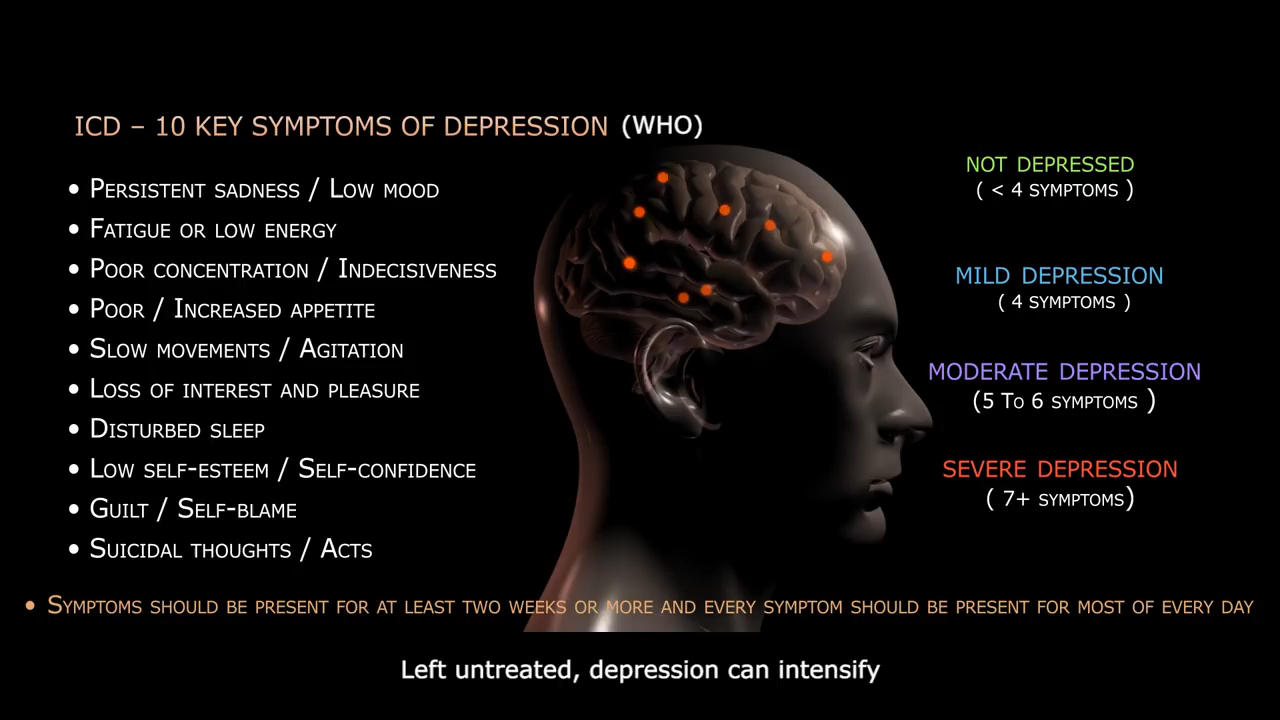 ICD – 10 KEY SYMPTOMS OF DEPRESSION (WHO)
• PERSISTENT SADNESS / LOW MOOD
• FATIGUE OR LOW ENERGY
• POOR CONCENTRATION / INDECISIVENESS
• POOR / INCREASED APPETITE
• SLOW MOVEMENTS / AGITATION
• LOSS OF INTEREST AND PLEASURE
• DISTURBED SLEEP
• LOW SELF-ESTEEM / SELF-CONFIDENCE
• GUILT / SELF-BLAME
• SUICIDAL THOUGHTS / ACTS
NOT DEPRESSED
( < 4 SYMPTOMS )
MILD DEPRESSION
( 4 SYMPTOMS )
MODERATE DEPRESSION
(5 TO 6 SYMPTOMS )
SEVERE DEPRESSION
( 7+ SYMPTOMS)
• SYMPTOMS SHOULD BE PRESENT FOR AT LEAST TWO WEEKS OR MORE AND EVERY SYMPTOM SHOULD BE PRESENT FOR MOST OF EVERY DAY
Left untreated, depression can intensify